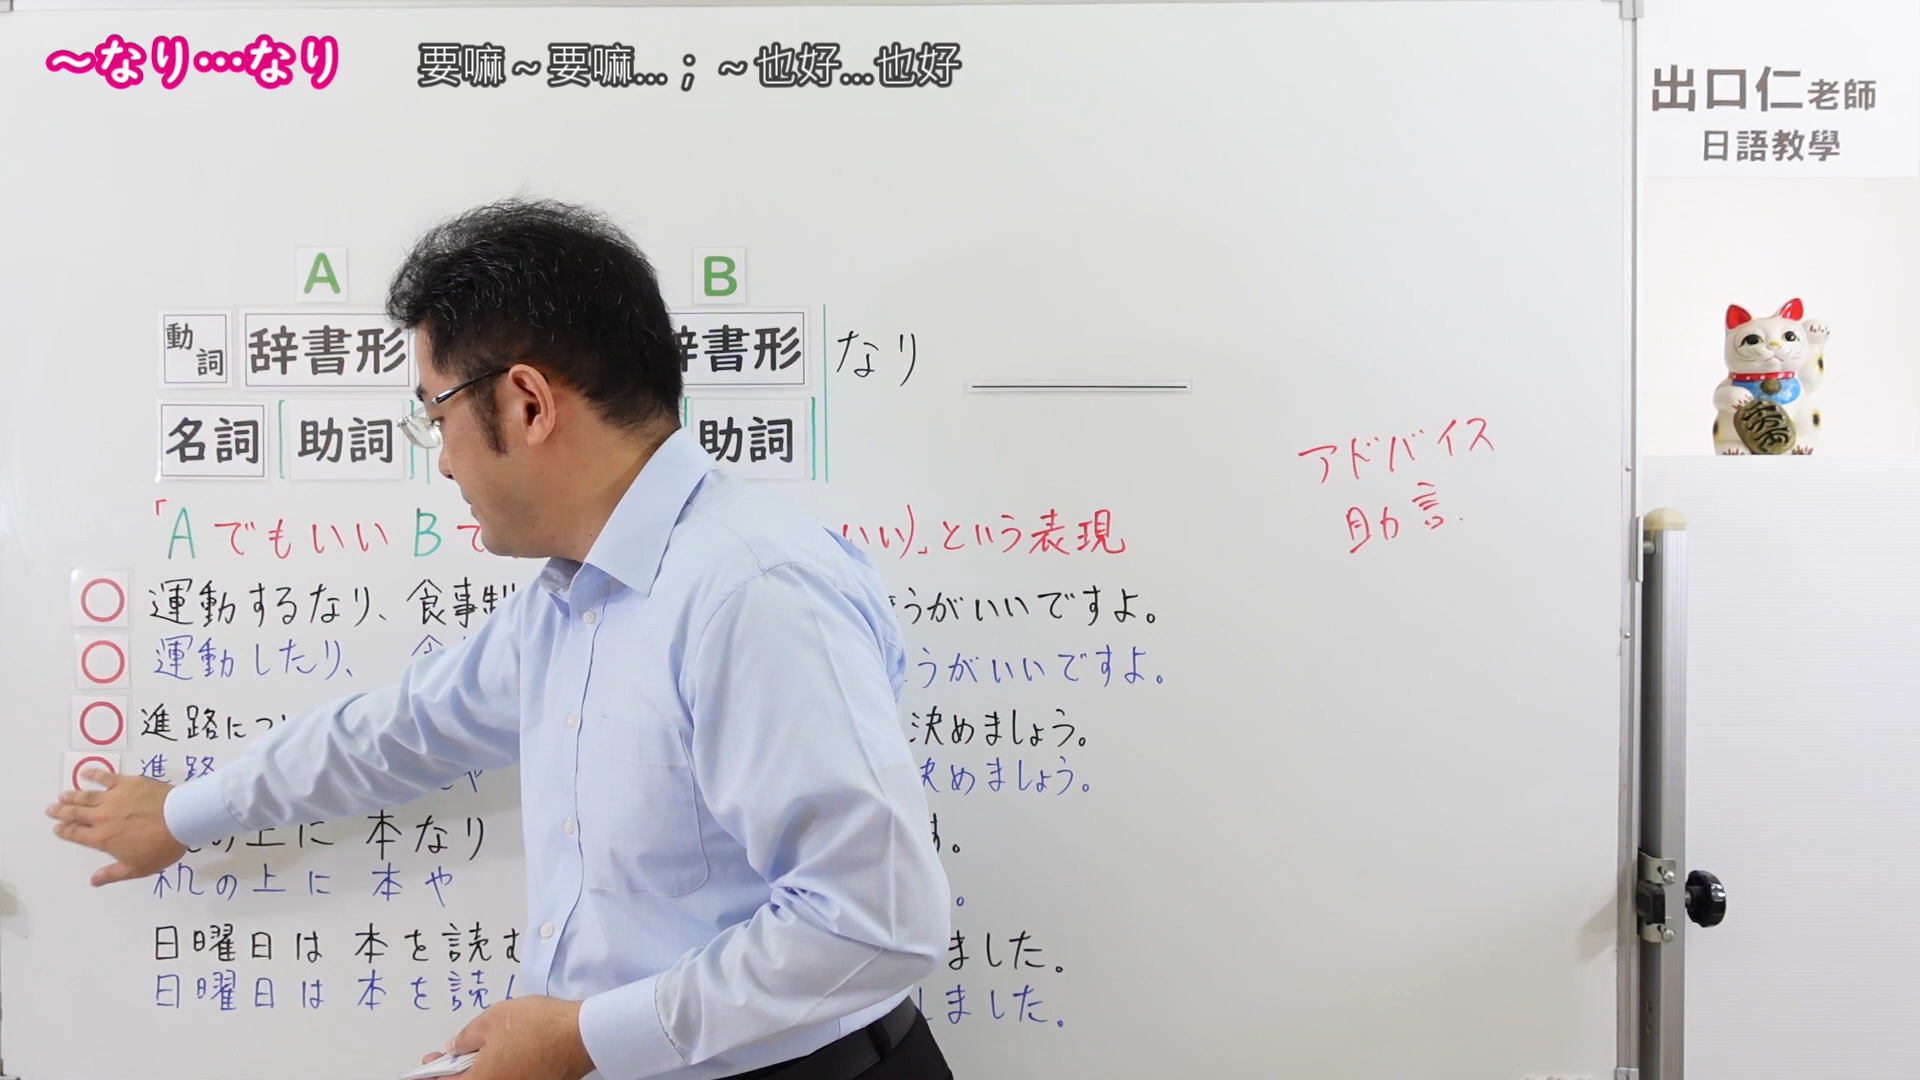 ～なり…なり 要嘛～要嘛...；～也好...也好
出口仁老師
日語教學
A B
動詞 辞書形 辞書形 なり
名詞 助詞 助詞
アドバイス
助言.
「Aでもいい Bで いい)」という表現
運動するなり、食事制 うがいいですよ。
運動したり、 うがいいですよ。
進路につ 決めましょう。
進路 や 決めましょう。
の上に 本なり す。
机の上に 本や 。
日曜日は 本を読む ました。
日曜日は 本を読ん しました。